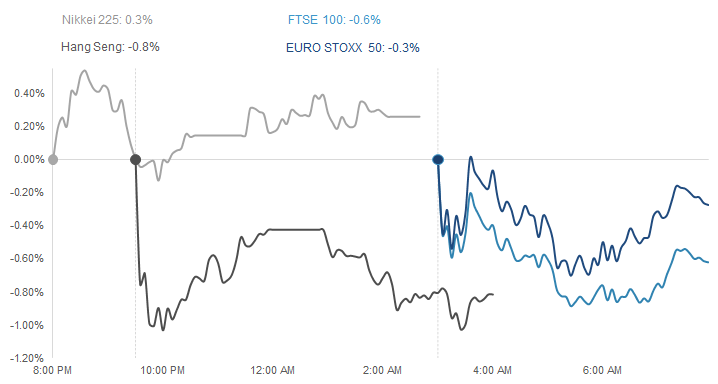 Nikkei 225: 0.3%
FTSE 100: -0.6%
Hang Seng: -0.8%
EURO STOXX 50: -0.3%
0.40%
0.20%
0.00%
-0.20%
-0.40%
-0.60%
-0.80%
-1.00%
-1.20%
8:00 PM
10:00 PM
12:00 AM
2:00 AM
4:00 AM
6:00 AM